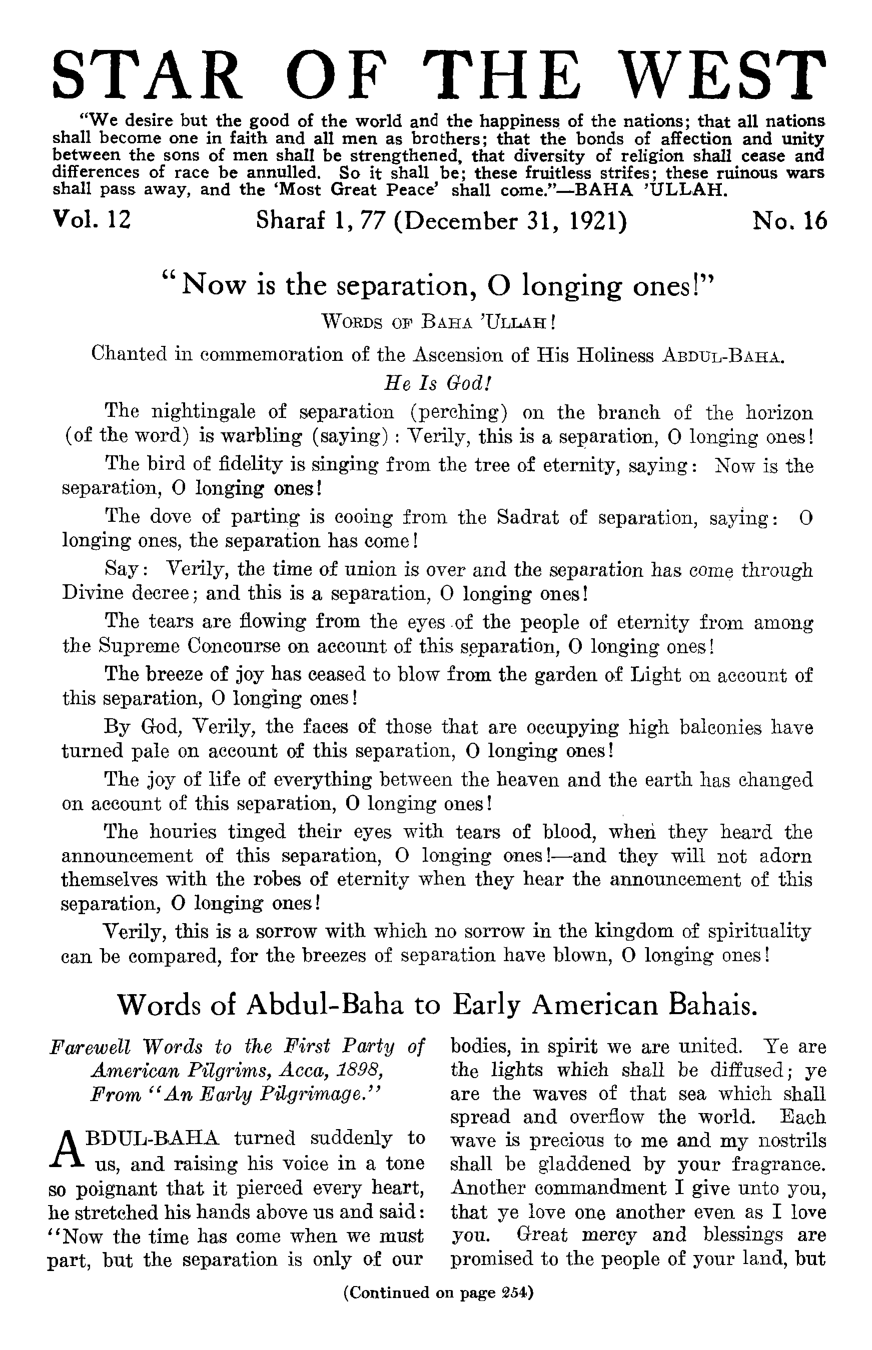 STAR OF THE WEST
"We desire but the good of the world and the happiness of the nations; that all nations
shall become one in faith and all men as brothers; that the bonds of affection and unity
between the sons of men shall be strengthened, that diversity of religion shall cease and
differences of race be annulled. So it shall be; these fruitless strifes; these ruinous wars
shall pass away, and the 'Most Great Peace' shall come."—BAHA 'ULLAH.
Vol. 12 Sharaf 1, 77 (December 31, 1921) No. 16
"Now is the separation, O longing ones!"
WORDS OF BAHA 'ULLAH!
Chanted in commemoration of the Ascension of His Holiness ABDUL-BAHA.
He Is God!
The nightingale of separation (perching) on the branch of the horizon
(of the word) is warbling (saying): Verily, this is a separation, O longing ones!
The bird of fidelity is singing from the tree of eternity, saying: Now is the
separation, O longing ones!
The dove of parting is cooing from the Sadrat of separation, saying: O
longing ones, the separation has come!
Say: Verily, the time of union is over and the separation has come through
Divine decree; and this is a separation, O longing ones!
The tears are flowing from the eyes of the people of eternity from among
the Supreme Concourse on account of this separation, O longing ones!
The breeze of joy has ceased to blow from the garden of Light on account of
this separation, O longing ones!
By God, Verily, the faces of those that are occupying high balconies have
turned pale on account of this separation, O longing ones!
The joy of life of everything between the heaven and the earth has changed
on account of this separation, O longing ones!
The houries tinged their eyes with tears of blood, when they heard the
announcement of this separation, O longing ones!—and they will not adorn
themselves with the robes of eternity when they hear the announcement of this
separation, O longing ones!
Verily, this is a sorrow with which no sorrow in the kingdom of spirituality
can be compared, for the breezes of separation have blown, O longing ones!
Words of Abdul-Baha to Early American Bahais.
Farewell Words to the First Party of
American Pilgrims, Acca, 1898,
From "An Early Pilgrimage."
ABDUL-BAHA turned suddenly to
us, and raising his voice in a tone
so poignant that it pierced every heart,
he stretched his hands above us and said:
"Now the time has come when we must
part, but the separation is only of our
bodies, in spirit we are united. Ye are
the lights which shall be diffused; ye
are the waves of that sea which shall
spread and overflow the world. Each
wave is precious to me and my nostrils
shall be gladdened by your fragrance.
Another commandment I give unto you,
that ye love one another even as I love
you. Great mercy and blessings are
promised to the people of your land, but
(Continued on page 254)